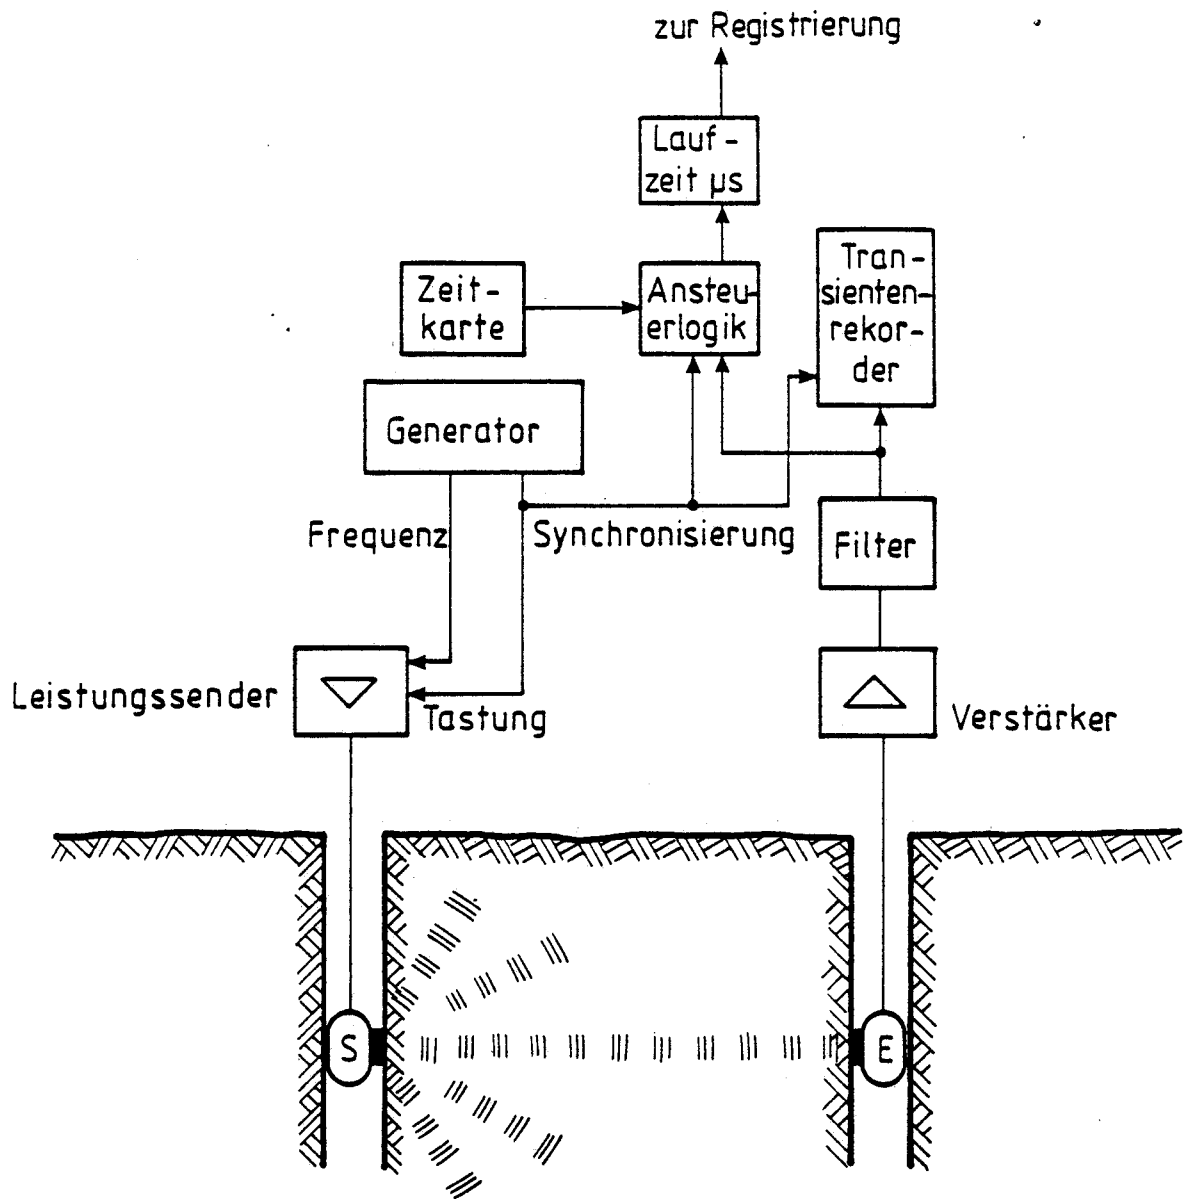 zur Registrierung
Lauf-
zeit µs
Zeit-
karte
Ansteu-
erlogik
Tran-
sienten-
rekor-
der
Generator
Frequenz
Synchronisierung
Filter
Leistungssender
Tastung
Verstärker
S
E